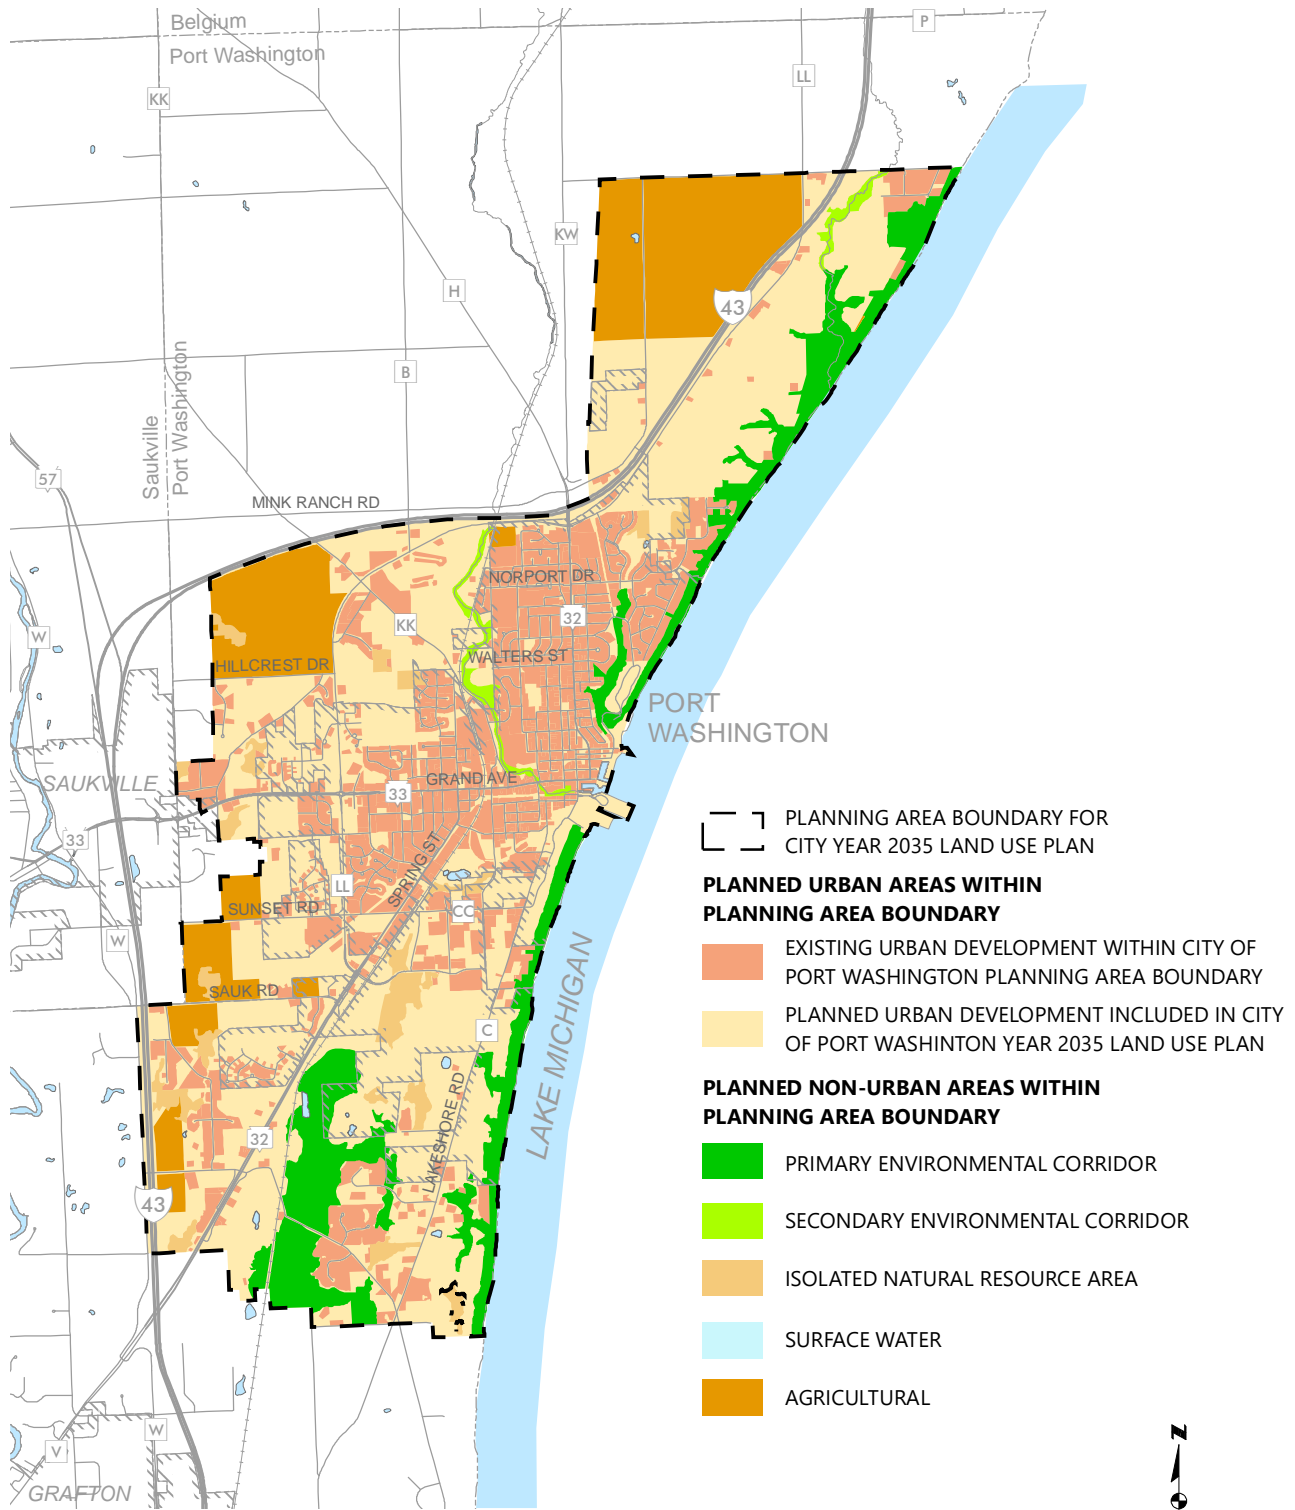 Belgium
Port Washington
P
LL
KK
KW
H
43
B
Saukville
Port Washington
57
MINK RANCH RD
NORPORT DR
32
KK
W
WALTERS ST
HILLCREST DR
PORT
WASHINGTON
SAUKVILLE
GRAND AVE
33
33
SPRING ST
LL
SUNSET RD
CC
W
SAUK RD
C
LAKE MICHIGAN
LAKESHORE RD
32
43
W
V
GRAFTON
PLANNING AREA BOUNDARY FOR
CITY YEAR 2035 LAND USE PLAN
PLANNED URBAN AREAS WITHIN
PLANNING AREA BOUNDARY
EXISTING URBAN DEVELOPMENT WITHIN CITY OF
PORT WASHINGTON PLANNING AREA BOUNDARY
PLANNED URBAN DEVELOPMENT INCLUDED IN CITY
OF PORT WASHINTON YEAR 2035 LAND USE PLAN
PLANNED NON-URBAN AREAS WITHIN
PLANNING AREA BOUNDARY
PRIMARY ENVIRONMENTAL CORRIDOR
SECONDARY ENVIRONMENTAL CORRIDOR
ISOLATED NATURAL RESOURCE AREA
SURFACE WATER
AGRICULTURAL
N